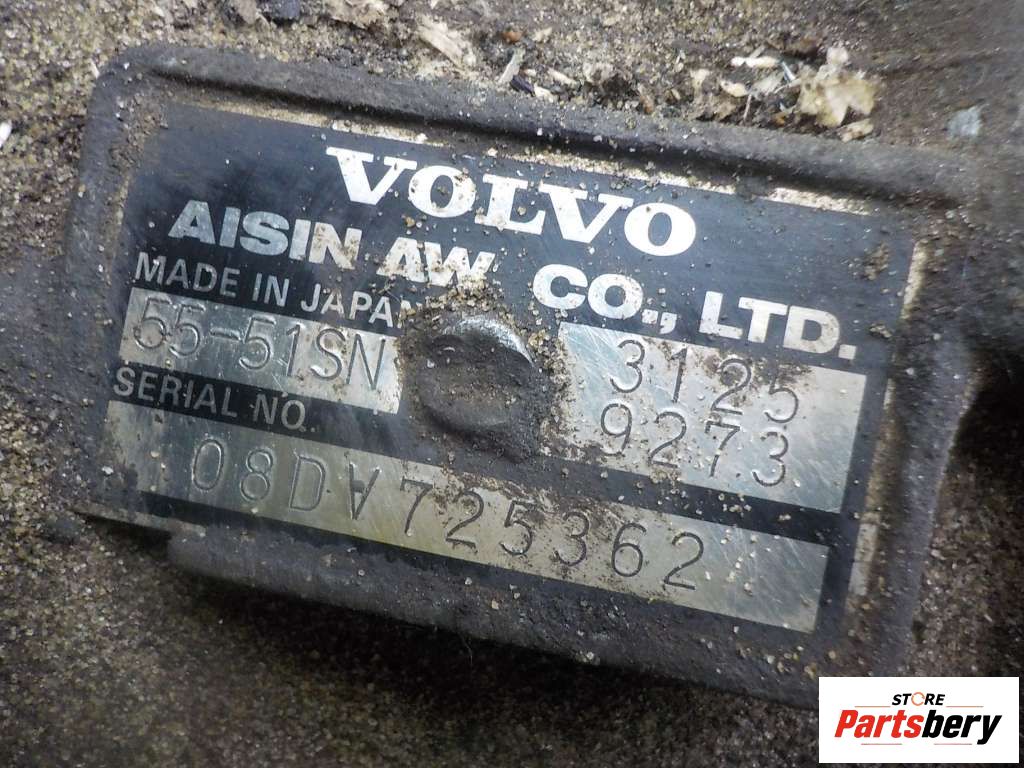 VOLVO
AISIN AW CO., LTD.
MADE IN JAPAN
55-51SN
3125
9273
SERIAL NO.
08DV725362
STORE
Partsbery